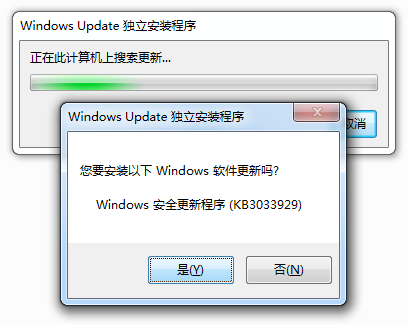 Windows Update 独立安装程序
正在此计算机上搜索更新...
取消
Windows Update 独立安装程序
您要安装以下 Windows 软件更新吗?
Windows 安全更新程序 (KB3033929)
是(Y)
否(N)